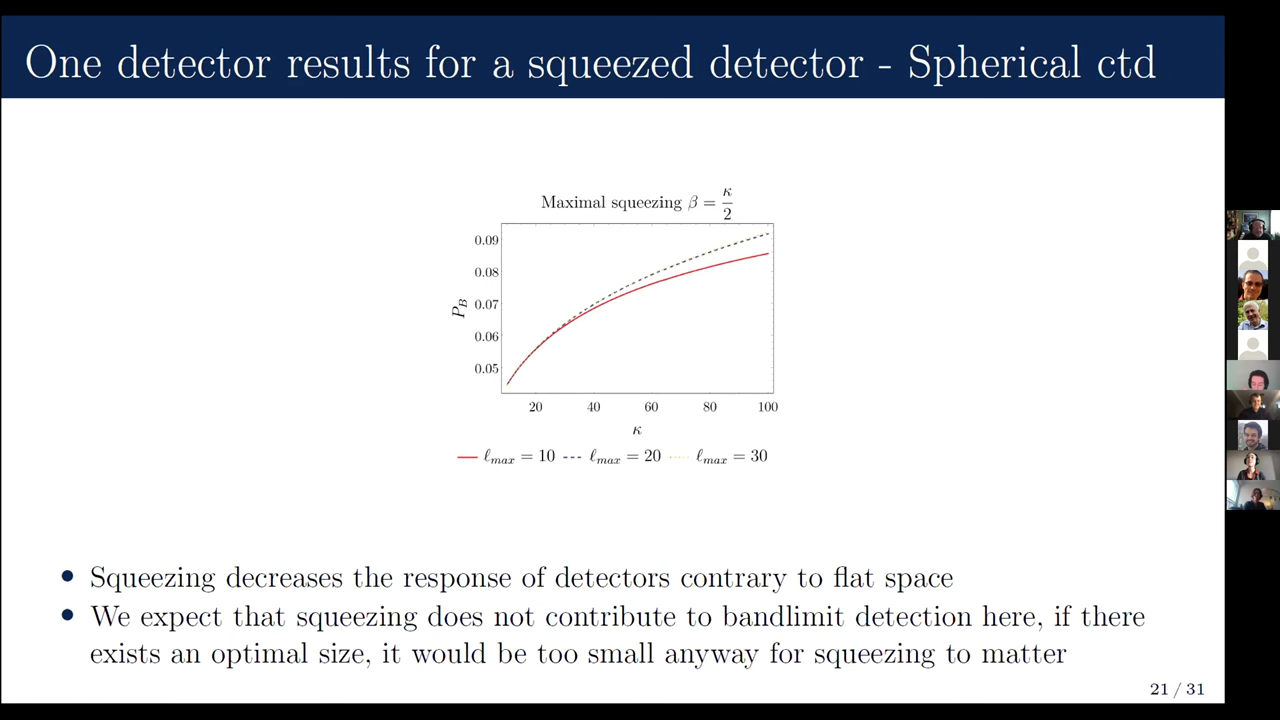 One detector results for a squeezed detector - Spherical ctd
Maximal squeezing β = κ/2
0.09
0.08
0.07
0.06
0.05
P_B
20 40 60 80 100
κ
ℓ_max = 10 ℓ_max = 20 ℓ_max = 30
• Squeezing decreases the response of detectors contrary to flat space
• We expect that squeezing does not contribute to bandlimit detection here, if there
exists an optimal size, it would be too small anyway for squeezing to matter
21 / 31